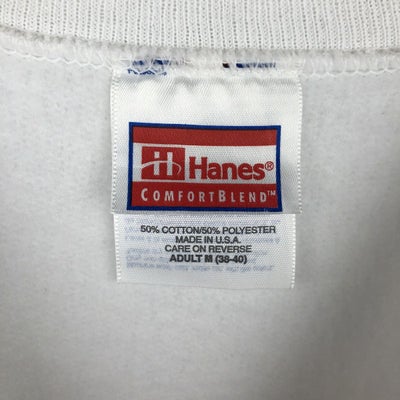 H Hanes®
COMFORTBLEND™
50% COTTON/50% POLYESTER
MADE IN U.S.A.
CARE ON REVERSE
ADULT M (38-40)